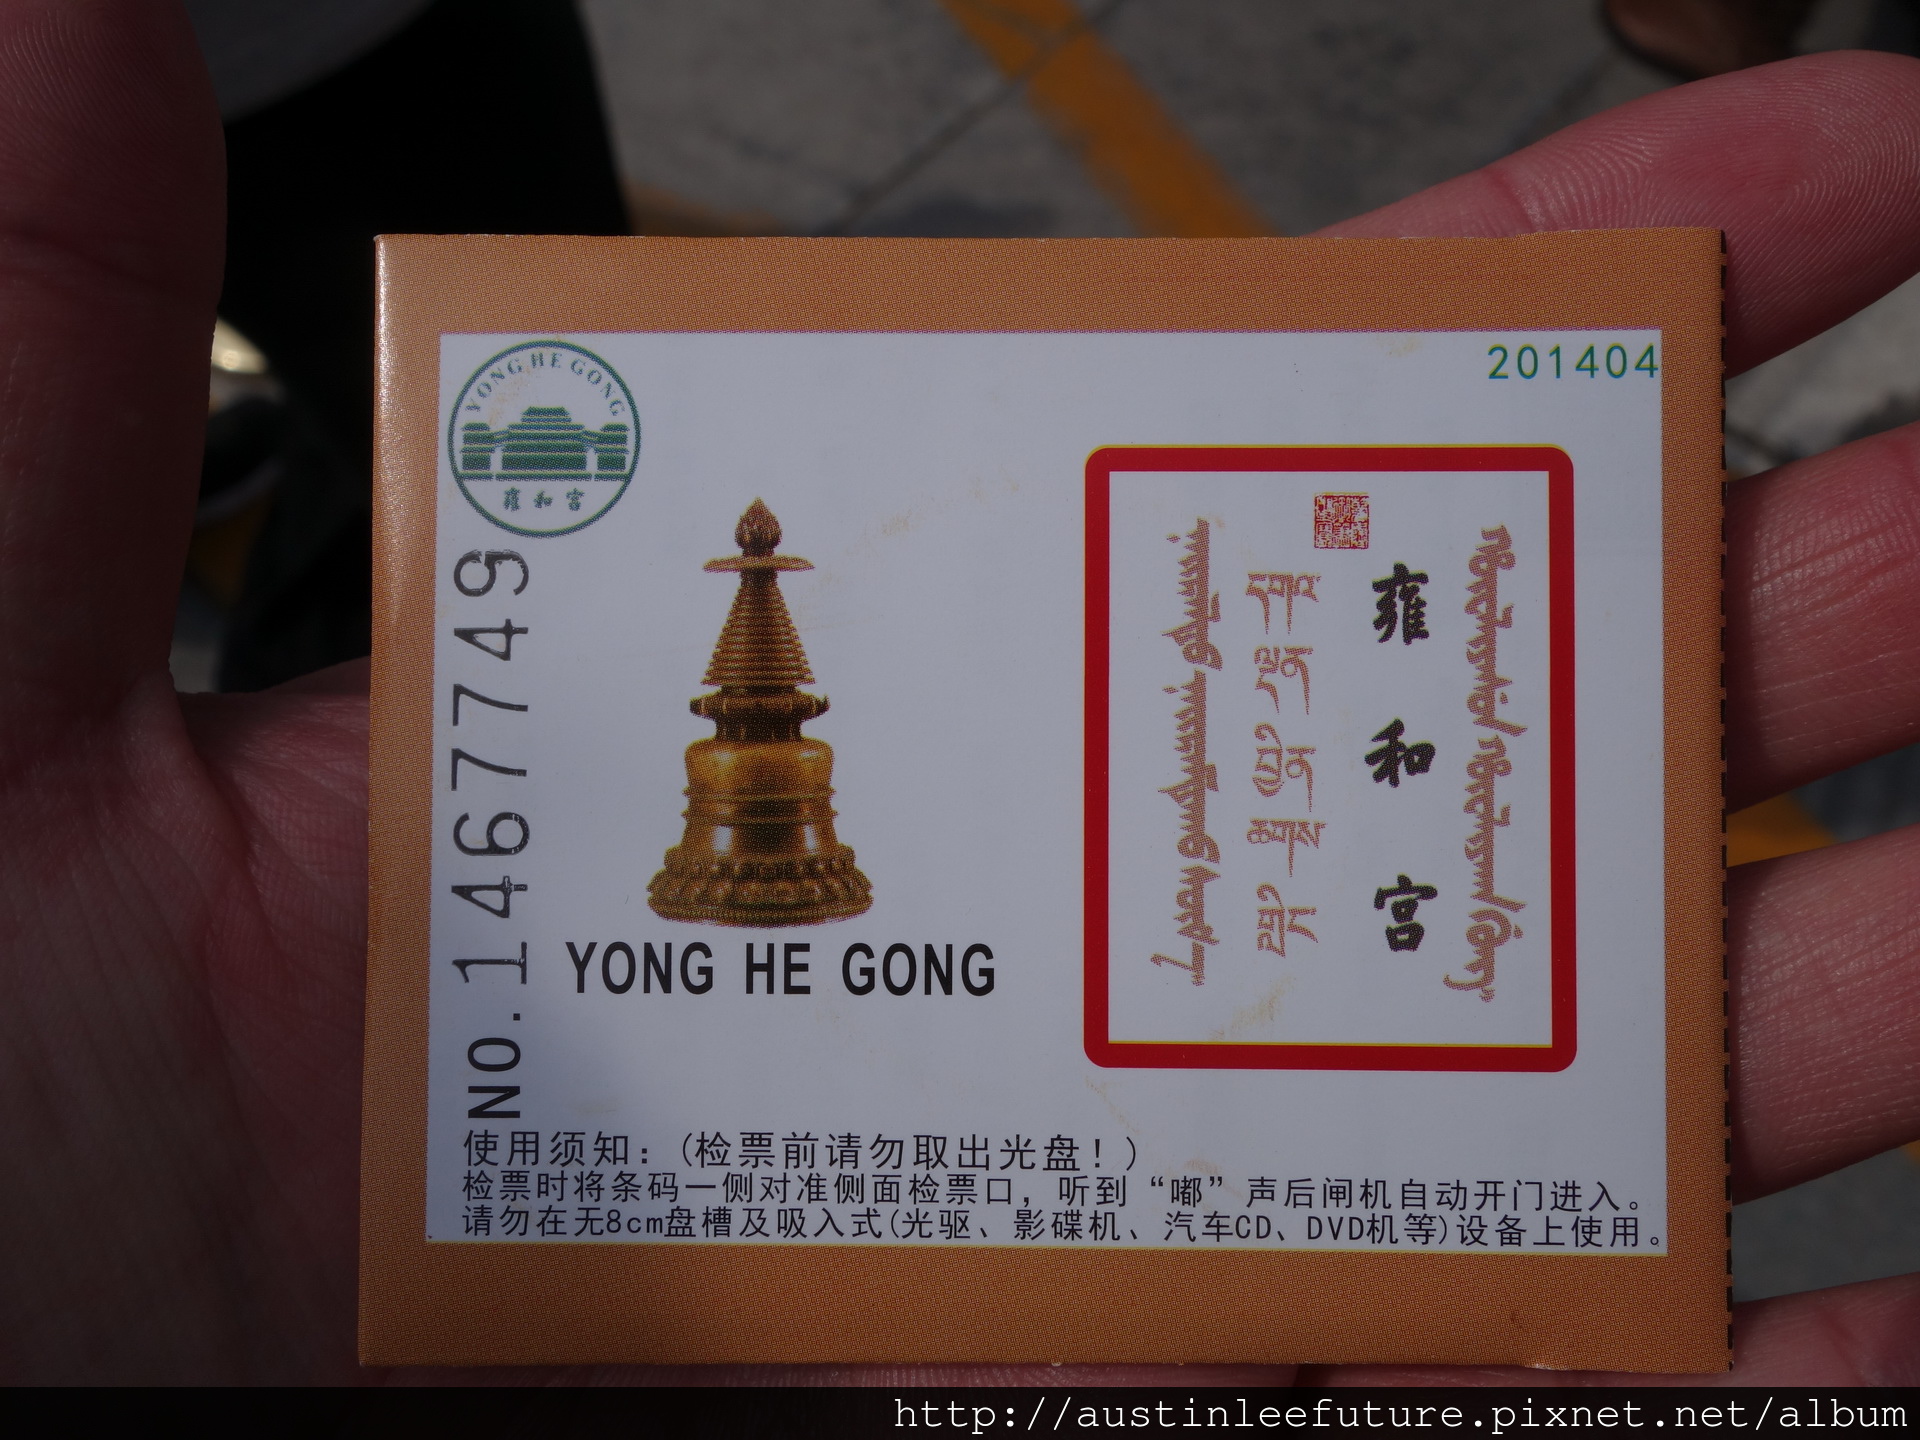 YONG HE GONG
雍和宫
201404
No.1467749
雍和宫
YONG HE GONG
使用须知：(检票前请勿取出光盘！)
检票时将条码一侧对准侧面检票口，听到“嘟”声后闸机自动开门进入。
请勿在无8cm盘槽及吸入式(光驱、影碟机、汽车CD、DVD机等)设备上使用。
http://austinleefuture.pixnet.net/album